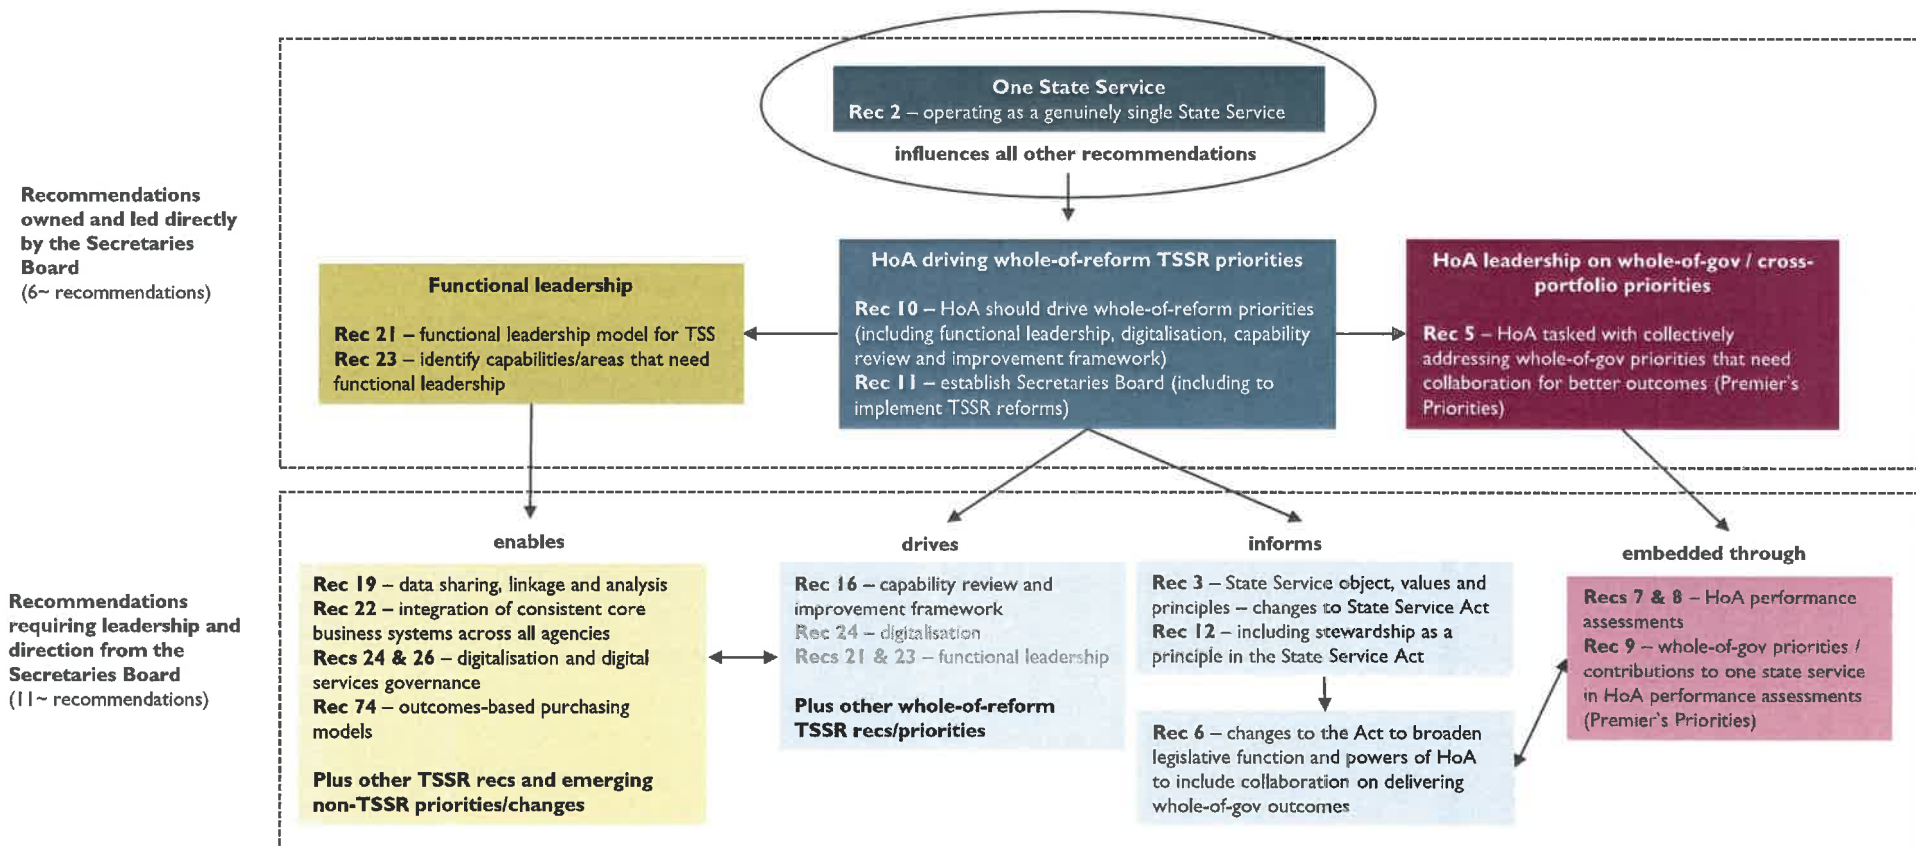 One State Service
Rec 2 – operating as a genuinely single State Service
influences all other recommendations
Recommendations
owned and led directly
by the Secretaries
Board
(6~ recommendations)
Functional leadership
Rec 21 – functional leadership model for TSS
Rec 23 – identify capabilities/areas that need
functional leadership
HoA driving whole-of-reform TSSR priorities
Rec 10 – HoA should drive whole-of-reform priorities
(including functional leadership, digitalisation, capability
review and improvement framework)
Rec 11 – establish Secretaries Board (including to
implement TSSR reforms)
HoA leadership on whole-of-gov / cross-
portfolio priorities
Rec 5 – HoA tasked with collectively
addressing whole-of-gov priorities that need
collaboration for better outcomes (Premier's
Priorities)
Recommendations
requiring leadership and
direction from the
Secretaries Board
(11~ recommendations)
enables
Rec 19 – data sharing, linkage and analysis
Rec 22 – integration of consistent core
business systems across all agencies
Recs 24 & 26 – digitalisation and digital
services governance
Rec 74 – outcomes-based purchasing
models
Plus other TSSR recs and emerging
non-TSSR priorities/changes
drives
Rec 16 – capability review and
improvement framework
Rec 24 – digitalisation
Recs 21 & 23 – functional leadership
Plus other whole-of-reform
TSSR recs/priorities
informs
Rec 3 – State Service object, values and
principles – changes to State Service Act
Rec 12 – including stewardship as a
principle in the State Service Act
Rec 6 – changes to the Act to broaden
legislative function and powers of HoA
to include collaboration on delivering
whole-of-gov outcomes
embedded through
Recs 7 & 8 – HoA performance
assessments
Rec 9 – whole-of-gov priorities /
contributions to one state service
in HoA performance assessments
(Premier's Priorities)